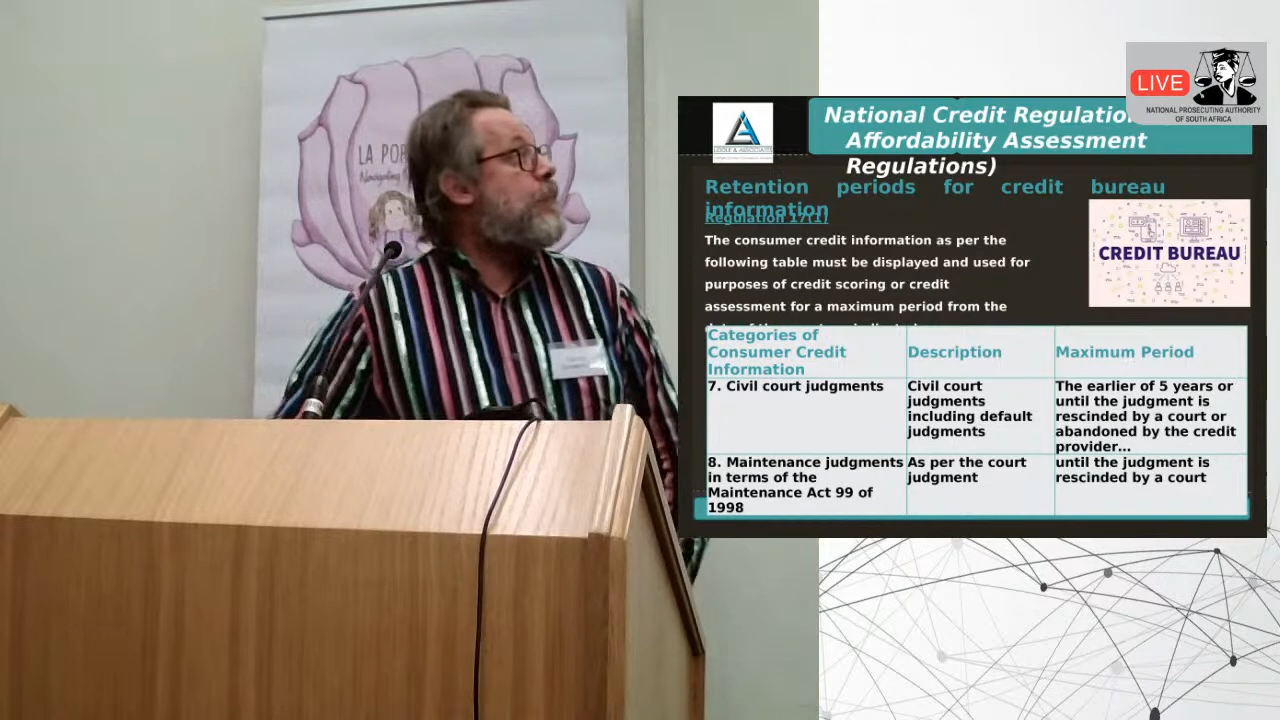 LIVE
NATIONAL PROSECUTING AUTHORITY
OF SOUTH AFRICA
National Credit Regulatio
Affordability Assessment
Regulations)
Retention periods for credit bureau
information
Regulation 17(1)
The consumer credit information as per the
following table must be displayed and used for
purposes of credit scoring or credit
assessment for a maximum period from the
CREDIT BUREAU
Categories of
Consumer Credit
Information
Description
Maximum Period
7. Civil court judgments
Civil court
judgments
including default
judgments
The earlier of 5 years or
until the judgment is
rescinded by a court or
abandoned by the credit
provider...
8. Maintenance judgments
in terms of the
Maintenance Act 99 of
1998
As per the court
judgment
until the judgment is
rescinded by a court
LA POR